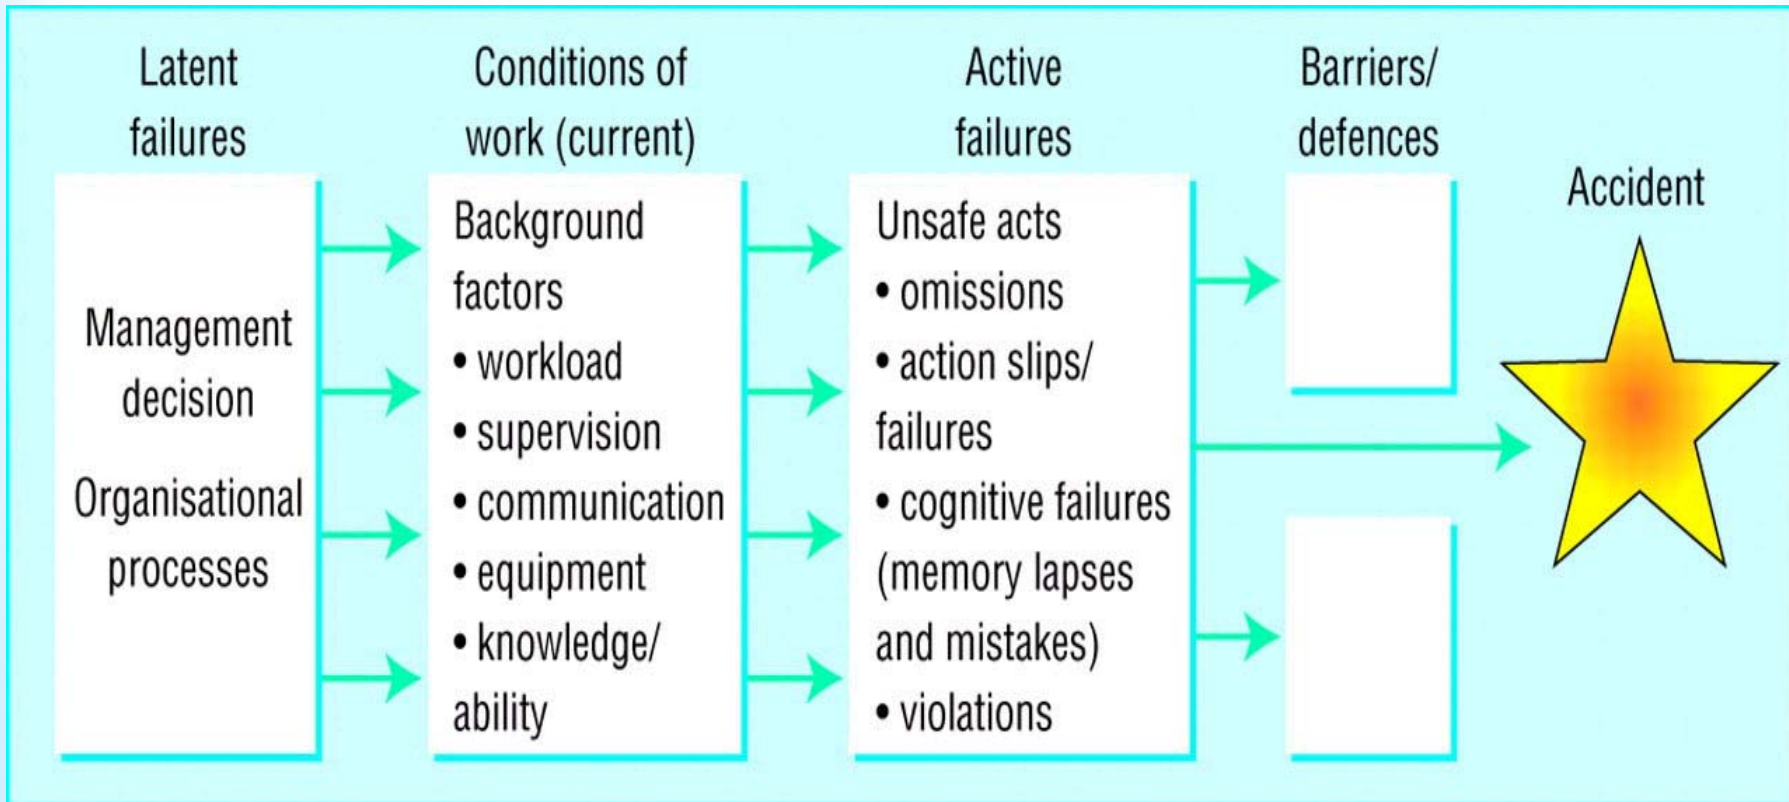 Latent
failures
Management
decision
Organisational
processes
Conditions of
work (current)
Background
factors
• workload
• supervision
• communication
• equipment
• knowledge/
ability
Active
failures
Unsafe acts
• omissions
• action slips/
failures
• cognitive failures
(memory lapses
and mistakes)
• violations
Barriers/
defences
Accident